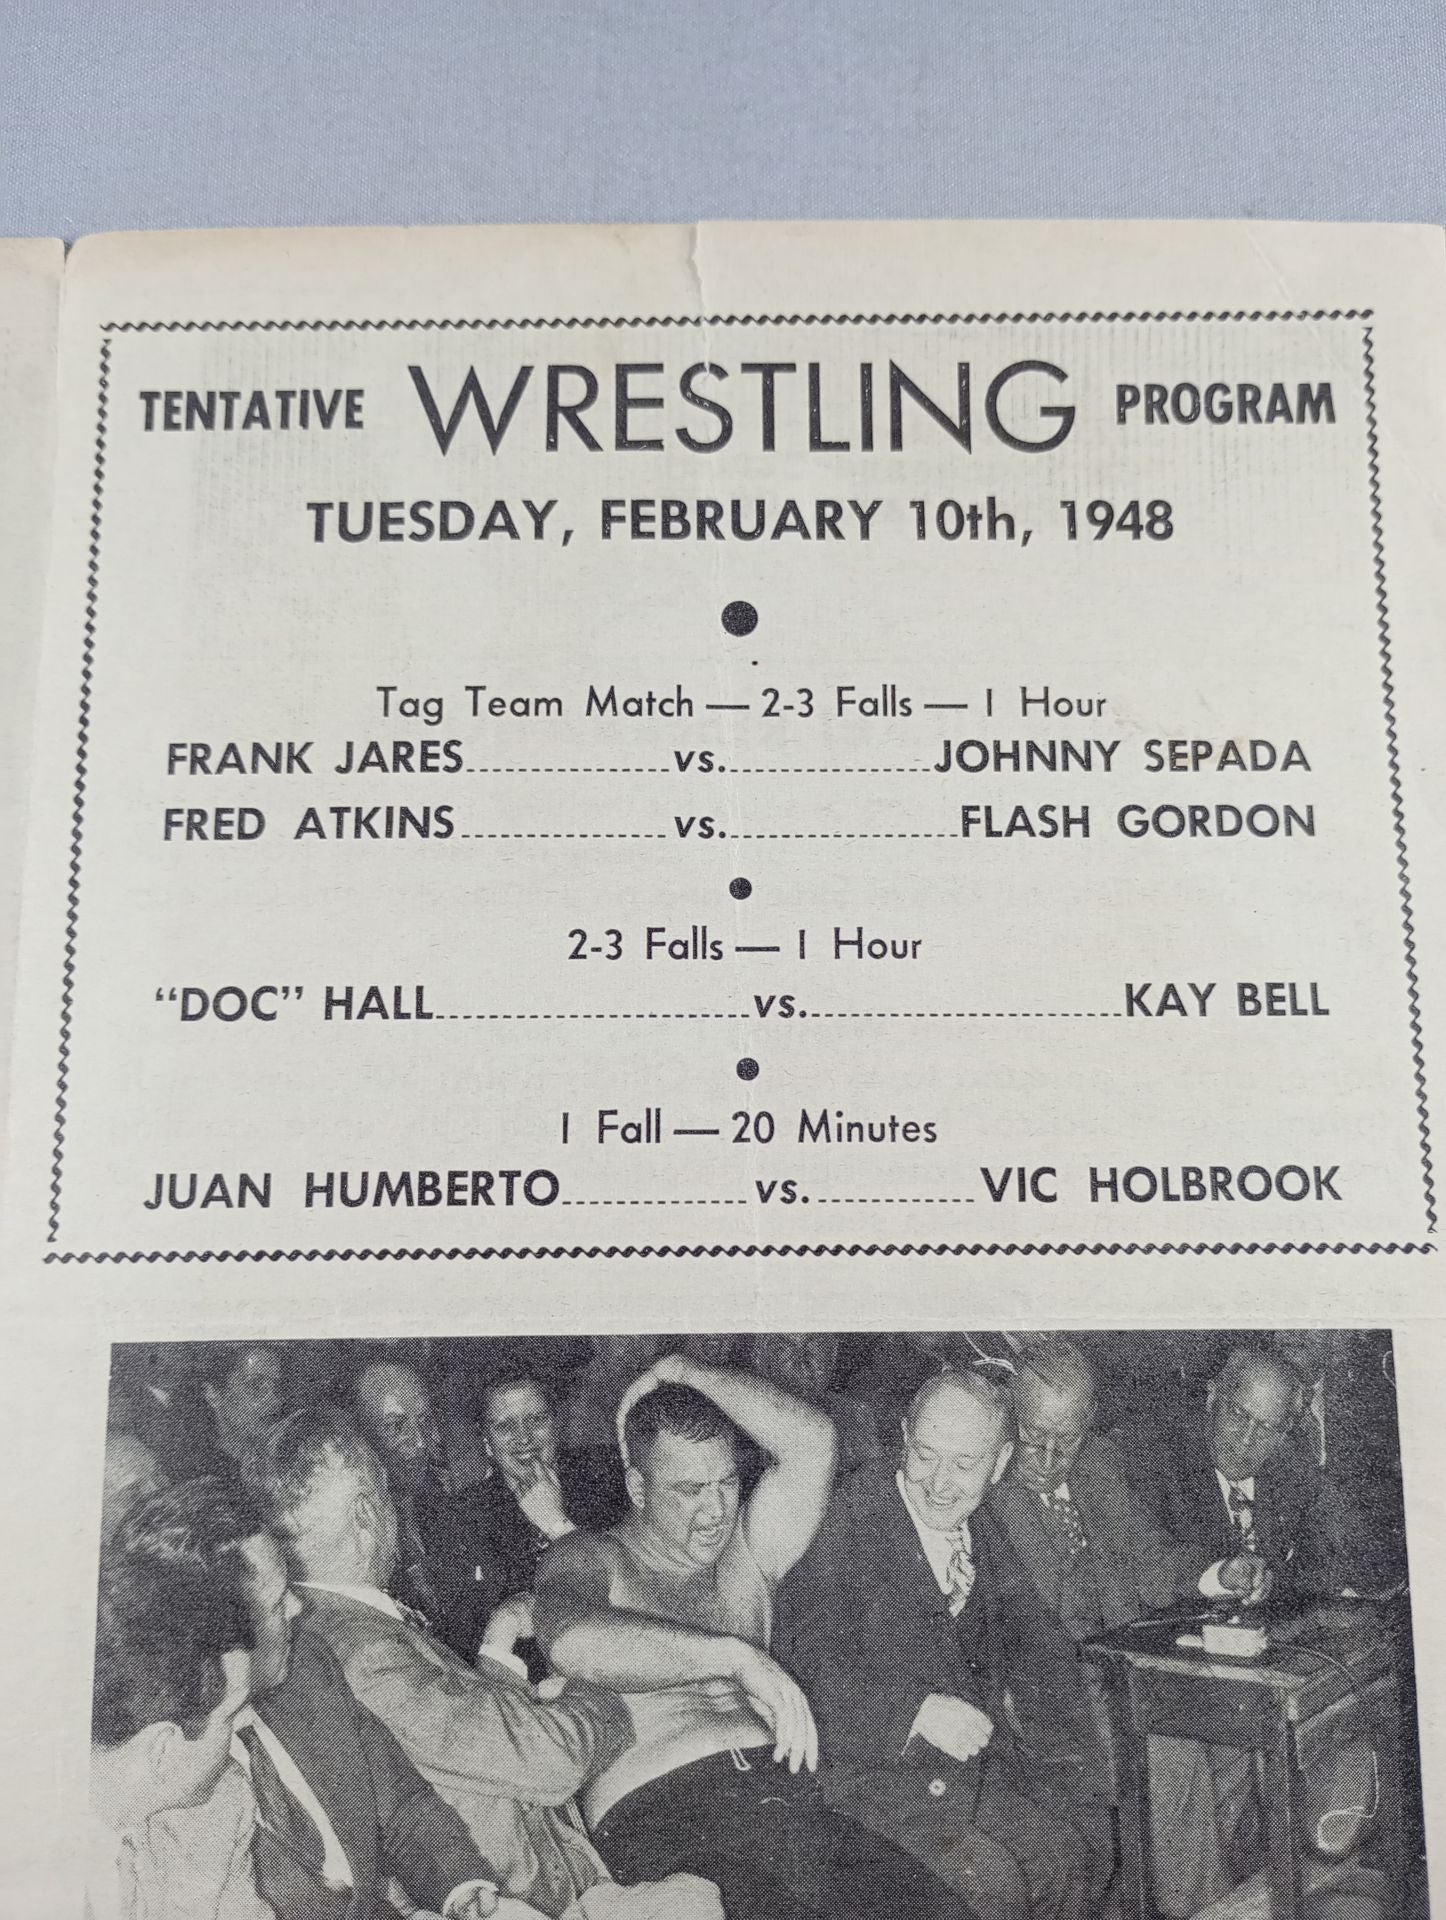 TENTATIVE WRESTLING PROGRAM
TUESDAY, FEBRUARY 10th, 1948
Tag Team Match — 2-3 Falls — 1 Hour
FRANK JARES................vs.................JOHNNY SEPADA
FRED ATKINS................vs..................FLASH GORDON
2-3 Falls — 1 Hour
“DOC” HALL.........................vs.........................KAY BELL
1 Fall — 20 Minutes
JUAN HUMBERTO...............vs.............VIC HOLBROOK